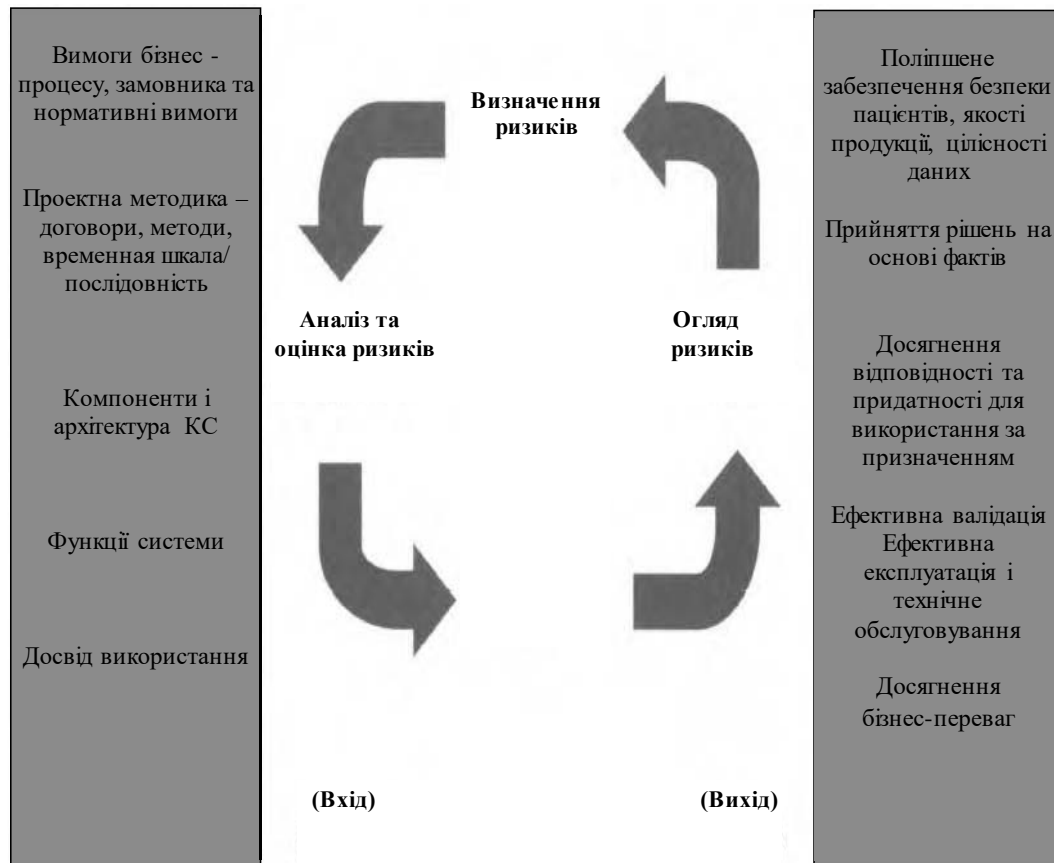 Вимоги бізнес -
процесу, замовника та
нормативні вимоги
Проектна методика –
договори, методи,
временная шкала/
послідовність
Компоненти і
архітектура КС
Функції системи
Досвід використання
Визначення
ризиків
Аналіз та
оцінка ризиків
Огляд
ризиків
(Вхід)
(Вихід)
Поліпшене
забезпечення безпеки
пацієнтів, якості
продукції, цілісності
даних
Прийняття рішень на
основі фактів
Досягнення
відповідності та
придатності для
використання за
призначенням
Ефективна валідація
Ефективна
експлуатація і
технічне
обслуговування
Досягнення
бізнес-переваг